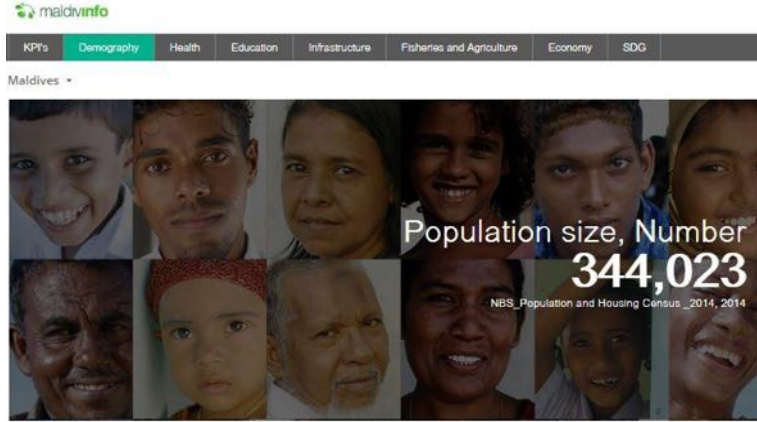 maldivinfo
KPI's Demography Health Education Infrastructure Fisheries and Agriculture Economy SDG
Maldives
Population size, Number
344,023
NBS_Population and Housing Census _2014, 2014